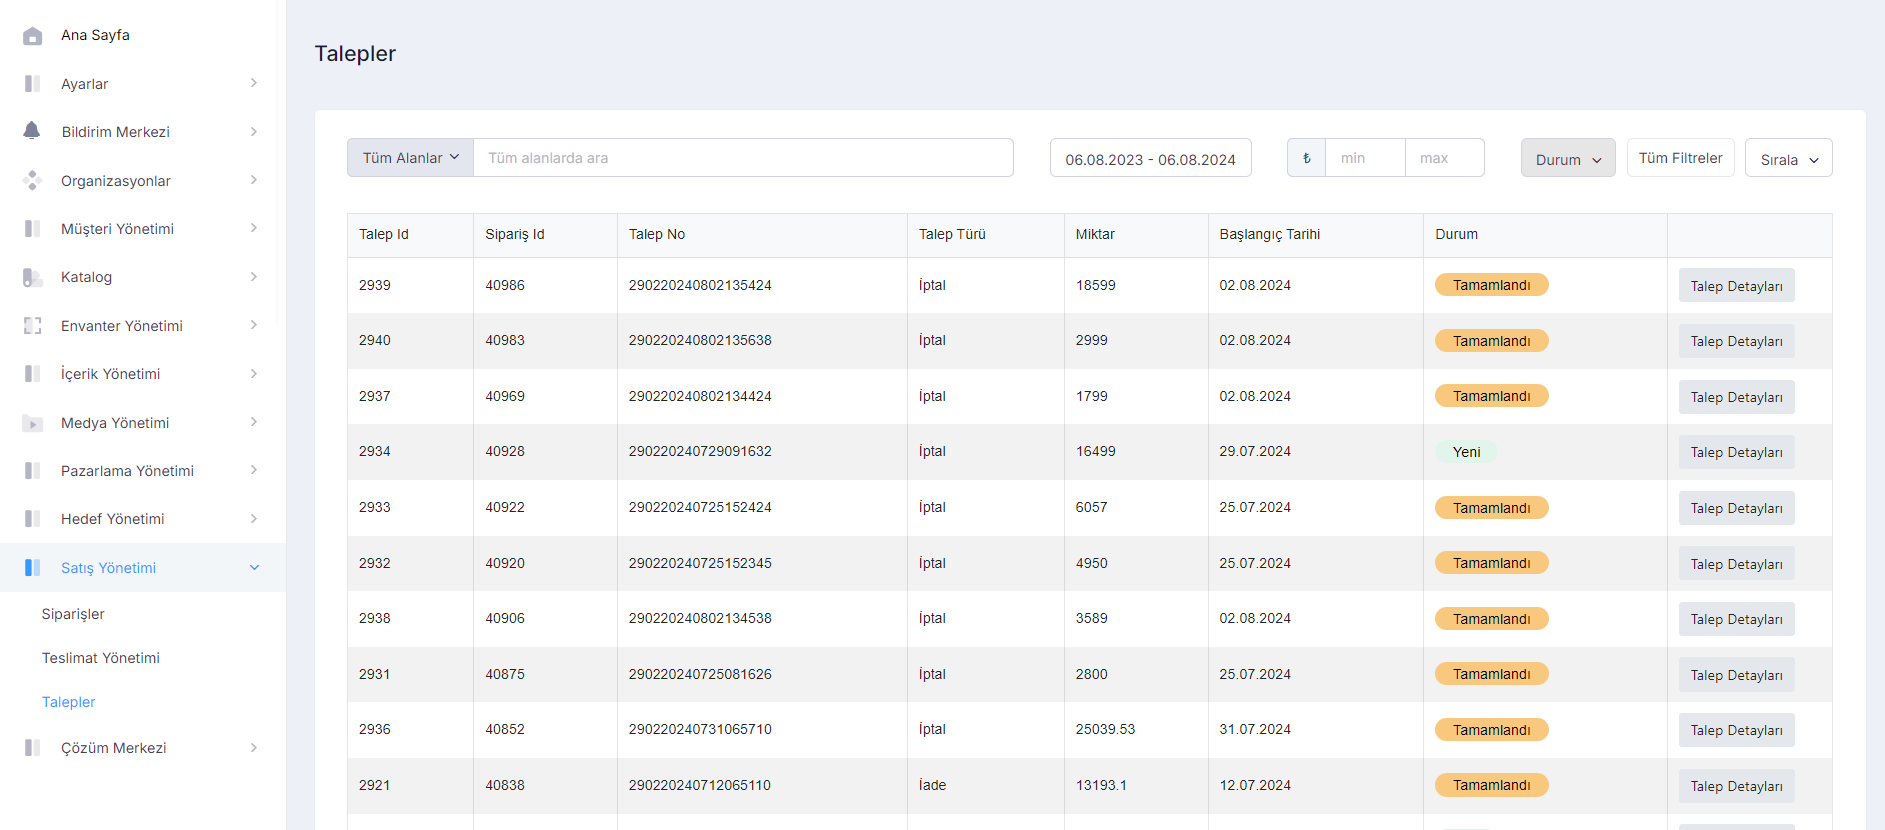 Ana Sayfa
Ayarlar
Bildirim Merkezi
Organizasyonlar
Müşteri Yönetimi
Katalog
Envanter Yönetimi
İçerik Yönetimi
Medya Yönetimi
Pazarlama Yönetimi
Hedef Yönetimi
Satış Yönetimi
Siparişler
Teslimat Yönetimi
Talepler
Çözüm Merkezi
Talepler
Tüm Alanlar Tüm alanlarda ara 06.08.2023 - 06.08.2024 ₺ min max Durum Tüm Filtreler Sırala
Talep Id Sipariş Id Talep No Talep Türü Miktar Başlangıç Tarihi Durum
2939 40986 290220240802135424 İptal 18599 02.08.2024 Tamamlandı Talep Detayları
2940 40983 290220240802135638 İptal 2999 02.08.2024 Tamamlandı Talep Detayları
2937 40969 290220240802134424 İptal 1799 02.08.2024 Tamamlandı Talep Detayları
2934 40928 290220240729091632 İptal 16499 29.07.2024 Yeni Talep Detayları
2933 40922 290220240725152424 İptal 6057 25.07.2024 Tamamlandı Talep Detayları
2932 40920 290220240725152345 İptal 4950 25.07.2024 Tamamlandı Talep Detayları
2938 40906 290220240802134538 İptal 3589 02.08.2024 Tamamlandı Talep Detayları
2931 40875 290220240725081626 İptal 2800 25.07.2024 Tamamlandı Talep Detayları
2936 40852 290220240731065710 İptal 25039.53 31.07.2024 Tamamlandı Talep Detayları
2921 40838 290220240712065110 İade 13193.1 12.07.2024 Tamamlandı Talep Detayları